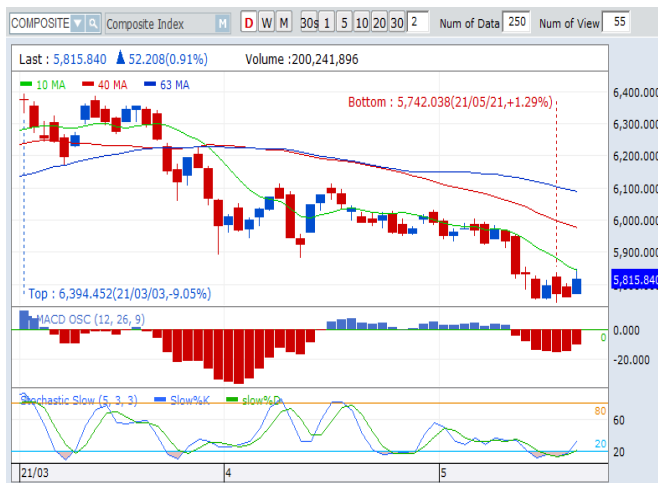 COMPOSITE Composite Index M D W M 30s 1 5 10 20 30 2 Num of Data 250 Num of View 55
Last : 5,815.840 ▲ 52.208(0.91%) Volume :200,241,896
10 MA 40 MA 63 MA
6,400.000
Bottom : 5,742.038(21/05/21,+1.29%)
6,300.000
6,200.000
6,100.000
6,000.000
5,900.000
5,815.840
Top : 6,394.452(21/03/03,-9.05%)
MACD OSC (12, 26, 9)
0 0.000
-20.000
Stochastic Slow (5, 3, 3) Slow%K slow%D
80
60
20 20
21/03 4 5